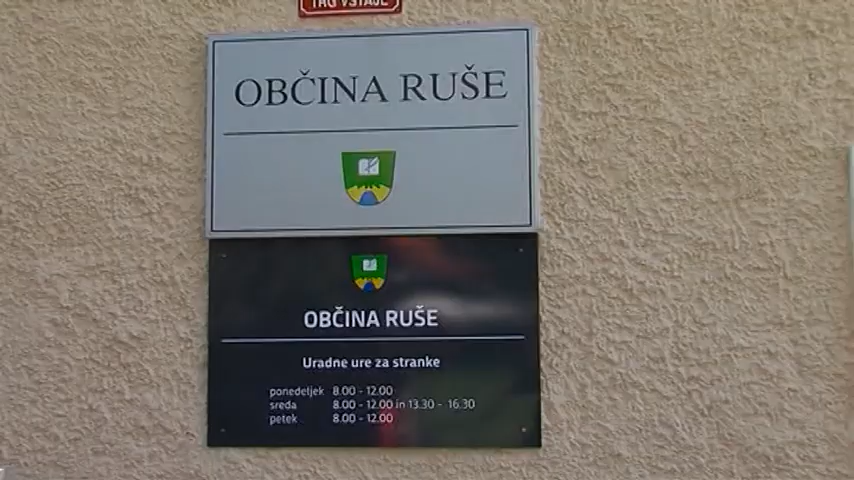 TRG VSTAJE
OBČINA RUŠE
OBČINA RUŠE
Uradne ure za stranke
ponedeljek 8.00 - 12.00
sreda 8.00 - 12.00 in 13.30 - 16.30
petek 8.00 - 12.00